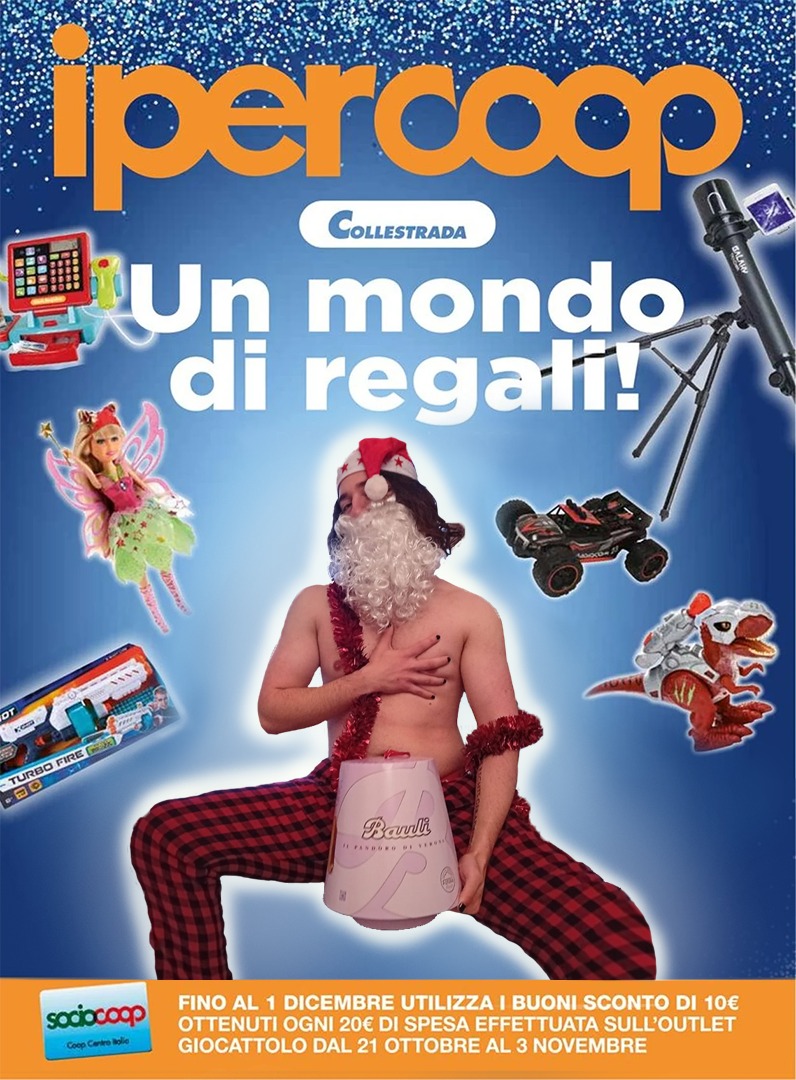 ipercoop
COLLESTRADA
Un mondo
di regali!
TURBO FIRE
Bauli
IL PANDORO DI VERONA
sociocoop
Coop Centro Italia
FINO AL 1 DICEMBRE UTILIZZA I BUONI SCONTO DI 10€
OTTENUTI OGNI 20€ DI SPESA EFFETTUATA SULL'OUTLET
GIOCATTOLO DAL 21 OTTOBRE AL 3 NOVEMBRE